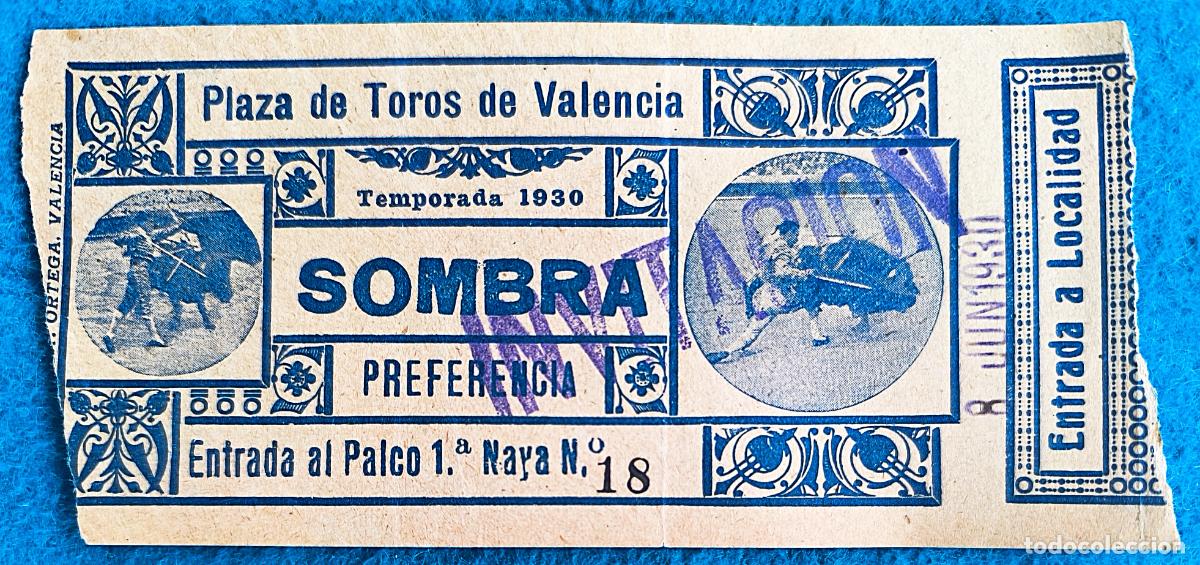 ORTEGA, VALENCIA
Plaza de Toros de Valencia
Temporada 1930
SOMBRA
PREFERENCIA
Entrada al Palco 1.ª Naya N.º 18
INVITACION
8 JUN 1930
Entrada a Localidad
todocoleccion